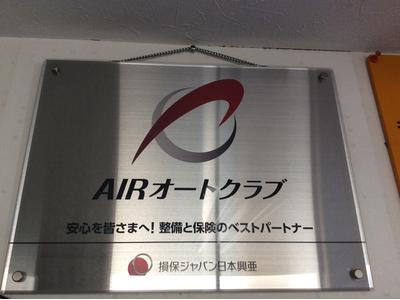 AIRオートクラブ
安心を皆さまへ!整備と保険のベストパートナー
損保ジャパン日本興亜